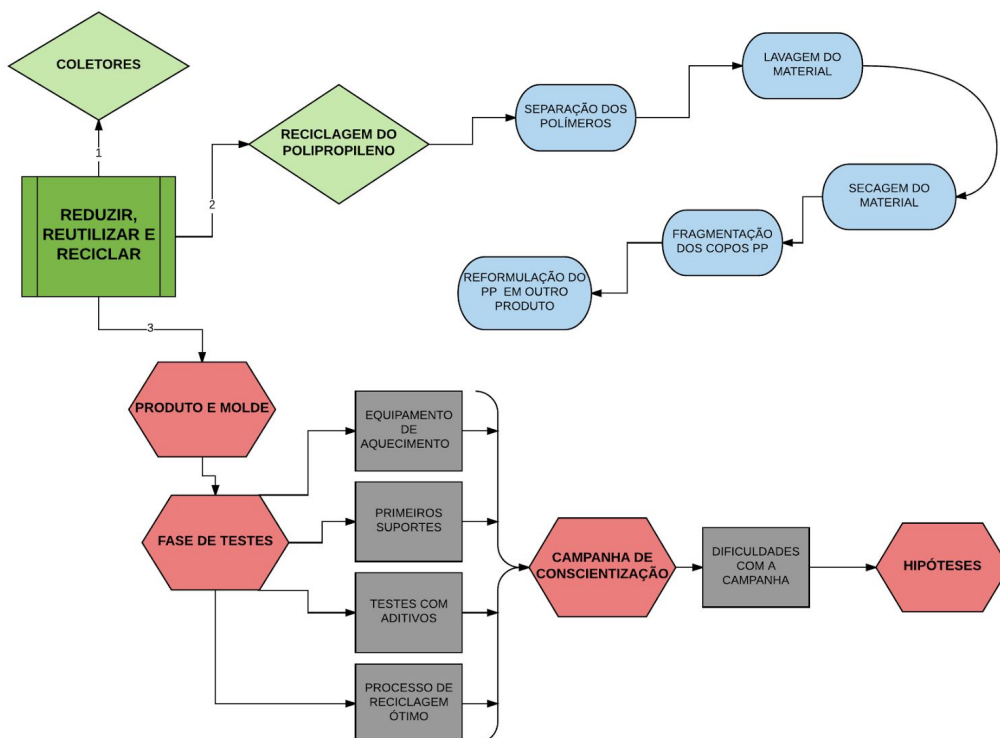 COLETORES
1
REDUZIR,
REUTILIZAR E
RECICLAR
2
RECICLAGEM DO
POLIPROPILENO
SEPARAÇÃO DOS
POLÍMEROS
LAVAGEM DO
MATERIAL
SECAGEM DO
MATERIAL
FRAGMENTAÇÃO
DOS COPOS PP
REFORMULAÇÃO DO
PP EM OUTRO
PRODUTO
3
PRODUTO E MOLDE
FASE DE TESTES
EQUIPAMENTO
DE
AQUECIMENTO
PRIMEIROS
SUPORTES
TESTES COM
ADITIVOS
PROCESSO DE
RECICLAGEM
ÓTIMO
CAMPANHA DE
CONSCIENTIZAÇÃO
DIFICULDADES
COM A
CAMPANHA
HIPÓTESES